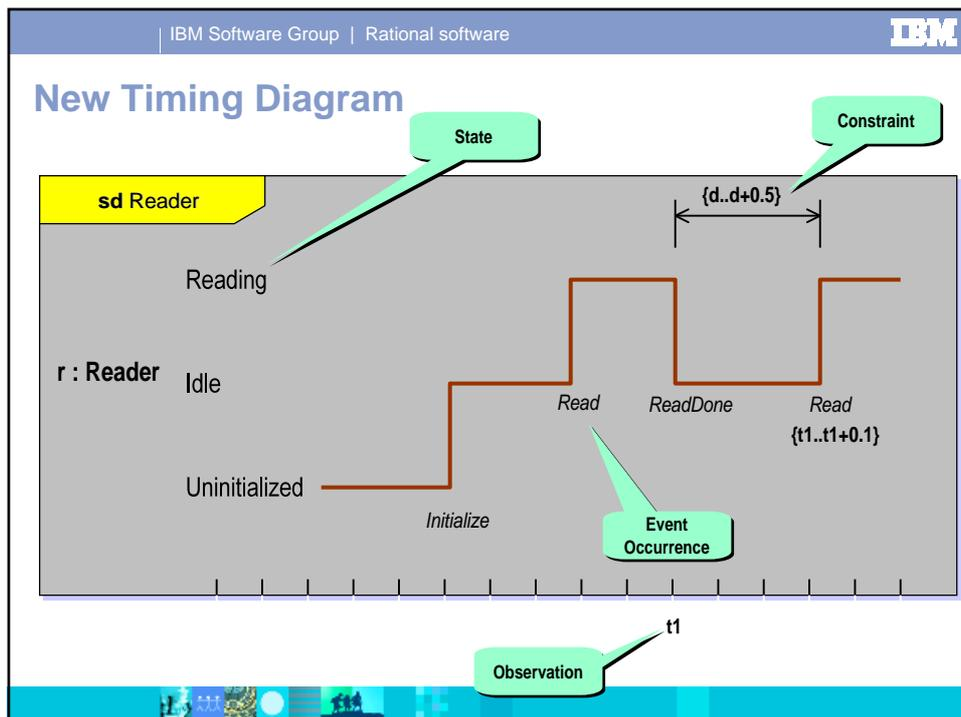 IBM Software Group | Rational software
IBM
New Timing Diagram
State
Constraint
sd Reader
{d..d+0.5}
Reading
r : Reader
Idle
Read
ReadDone
Read
{t1..t1+0.1}
Uninitialized
Initialize
Event
Occurrence
t1
Observation